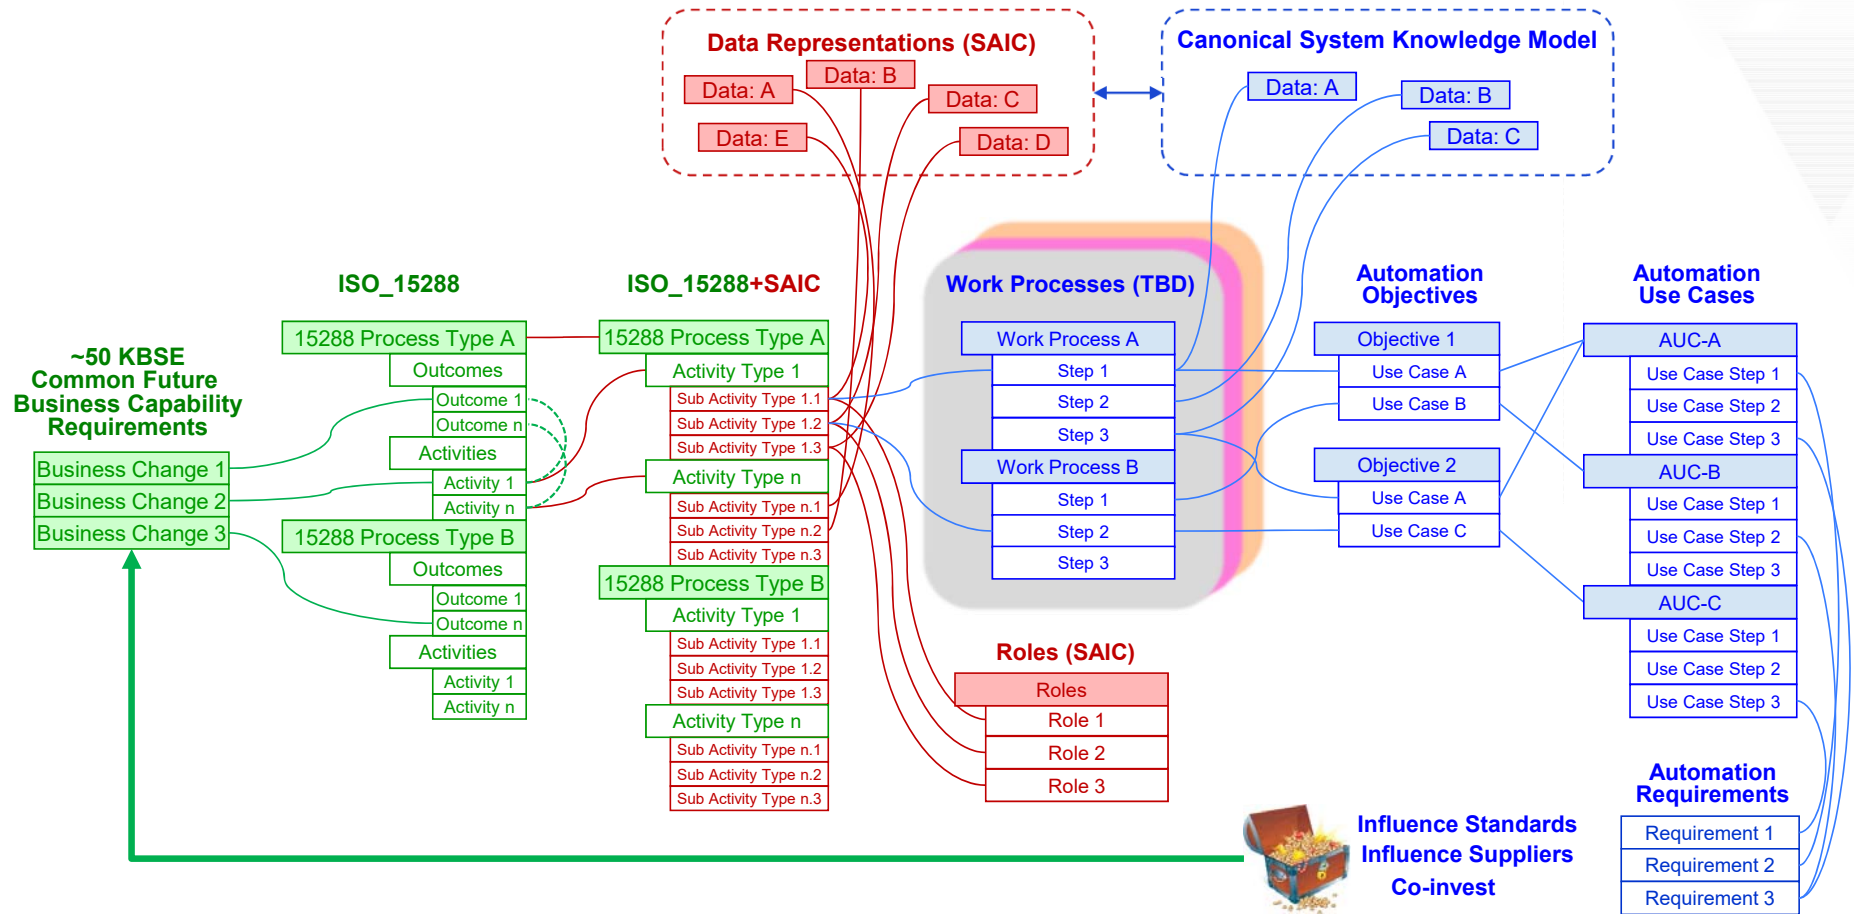 Data Representations (SAIC)
Data: A
Data: B
Data: C
Data: E
Data: D
Canonical System Knowledge Model
Data: A
Data: B
Data: C
~50 KBSE
Common Future
Business Capability
Requirements
Business Change 1
Business Change 2
Business Change 3
ISO_15288
15288 Process Type A
Outcomes
Outcome 1
Outcome n
Activities
Activity 1
Activity n
15288 Process Type B
Outcomes
Outcome 1
Outcome n
Activities
Activity 1
Activity n
ISO_15288+SAIC
15288 Process Type A
Activity Type 1
Sub Activity Type 1.1
Sub Activity Type 1.2
Sub Activity Type 1.3
Activity Type n
Sub Activity Type n.1
Sub Activity Type n.2
Sub Activity Type n.3
15288 Process Type B
Activity Type 1
Sub Activity Type 1.1
Sub Activity Type 1.2
Sub Activity Type 1.3
Activity Type n
Sub Activity Type n.1
Sub Activity Type n.2
Sub Activity Type n.3
Work Processes (TBD)
Work Process A
Step 1
Step 2
Step 3
Work Process B
Step 1
Step 2
Step 3
Roles (SAIC)
Roles
Role 1
Role 2
Role 3
Automation
Objectives
Objective 1
Use Case A
Use Case B
Objective 2
Use Case A
Use Case C
Automation
Use Cases
AUC-A
Use Case Step 1
Use Case Step 2
Use Case Step 3
AUC-B
Use Case Step 1
Use Case Step 2
Use Case Step 3
AUC-C
Use Case Step 1
Use Case Step 2
Use Case Step 3
Automation
Requirements
Requirement 1
Requirement 2
Requirement 3
Influence Standards
Influence Suppliers
Co-invest